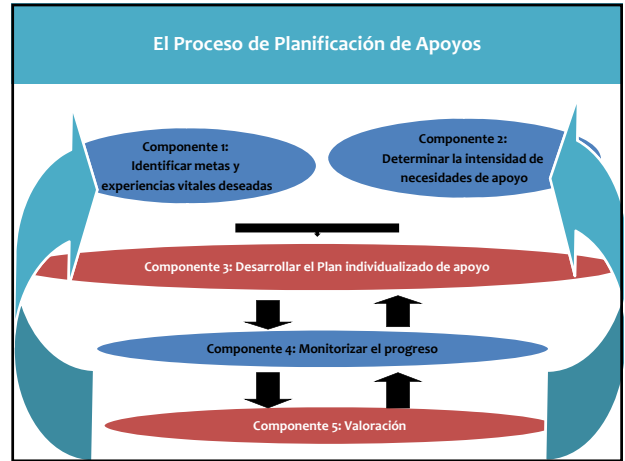 El Proceso de Planificación de Apoyos
Componente 1:
Identificar metas y
experiencias vitales deseadas
Componente 2:
Determinar la intensidad de
necesidades de apoyo
Componente 3: Desarrollar el Plan individualizado de apoyo
Componente 4: Monitorizar el progreso
Componente 5: Valoración